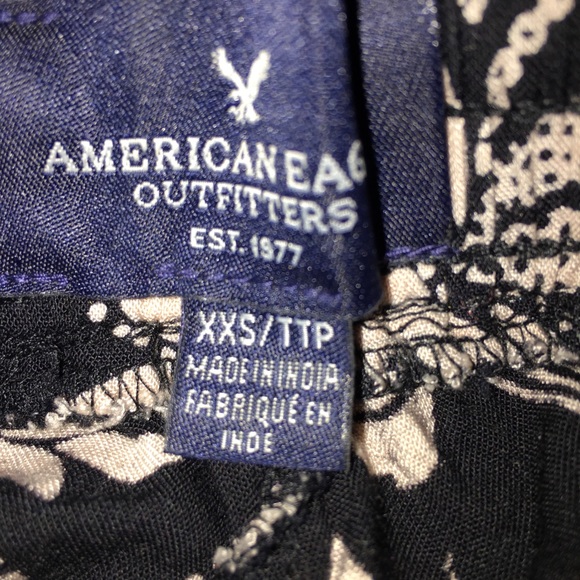 AMERICAN EAG
OUTFITTERS
EST. 1977
XXS/TTP
MADE IN INDIA
FABRIQUÉ EN
INDE